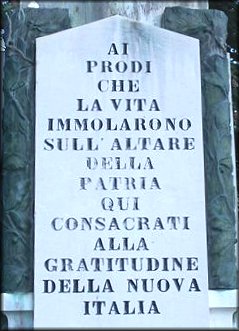 AI
PRODI
CHE
LA VITA
IMMOLARONO
SULL'ALTARE
DELLA
PATRIA
QUI
CONSACRATI
ALLA
GRATITUDINE
DELLA NUOVA
ITALIA